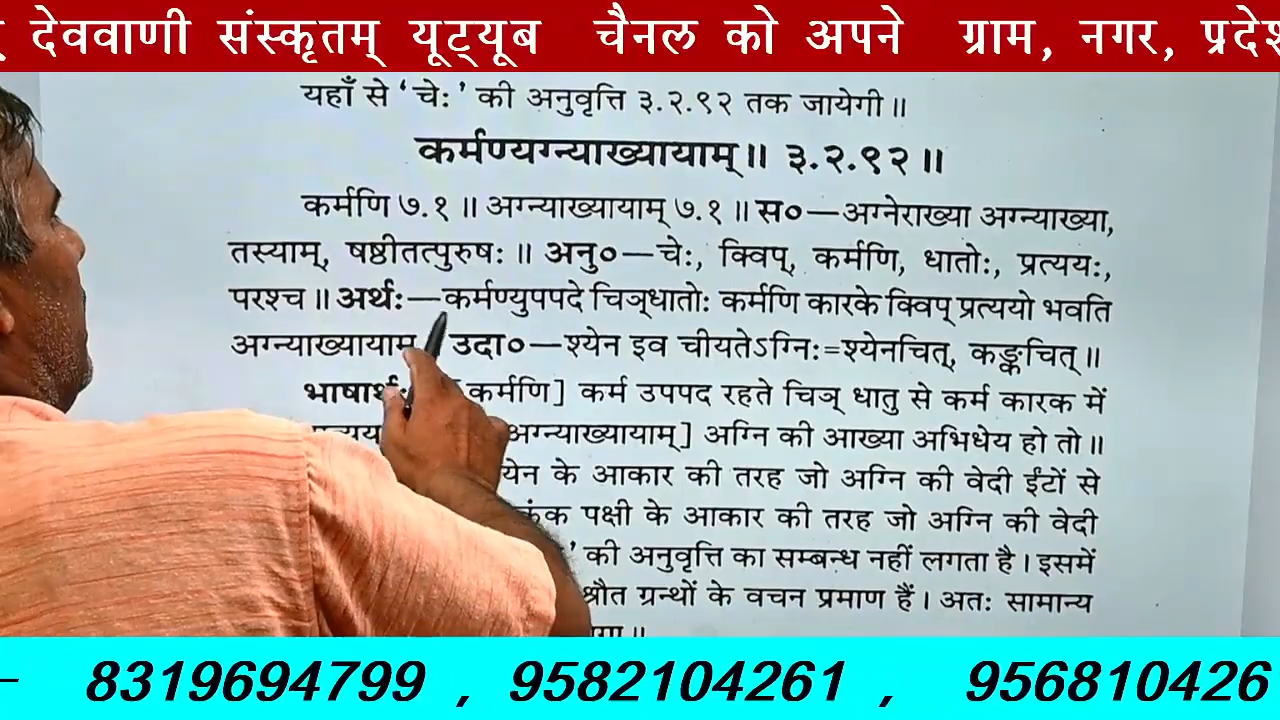 देववाणी संस्कृतम् यूट्यूब चैनल को अपने ग्राम, नगर, प्रदेश
यहाँ से ‘चेः’ की अनुवृत्ति ३.२.९२ तक जायेगी॥
कर्मण्यग्न्याख्यायाम्॥ ३.२.९२॥
कर्मणि ७.१॥ अग्न्याख्यायाम् ७.१॥ स०—अग्नेराख्या अग्न्याख्या,
तस्याम्, षष्ठीतत्पुरुषः॥ अनु०—चेः, क्विप्, कर्मणि, धातोः, प्रत्ययः,
परश्च॥ अर्थः—कर्मण्युपपदे चिञ्धातोः कर्मणि कारके क्विप् प्रत्ययो भवति
अग्न्याख्यायाम् उदा०—श्येन इव चीयतेऽग्निः=श्येनचित्, कङ्कचित्॥
भाषार्थः कर्मणि] कर्म उपपद रहते चिञ् धातु से कर्म कारक में
अग्न्याख्यायाम्] अग्नि की आख्या अभिधेय हो तो॥
के आकार की तरह जो अग्नि की वेदी ईंटों से
कंक पक्षी के आकार की तरह जो अग्नि की वेदी
’ की अनुवृत्ति का सम्बन्ध नहीं लगता है। इसमें
श्रौत ग्रन्थों के वचन प्रमाण हैं। अतः सामान्य
– 8319694799 , 9582104261 , 956810426